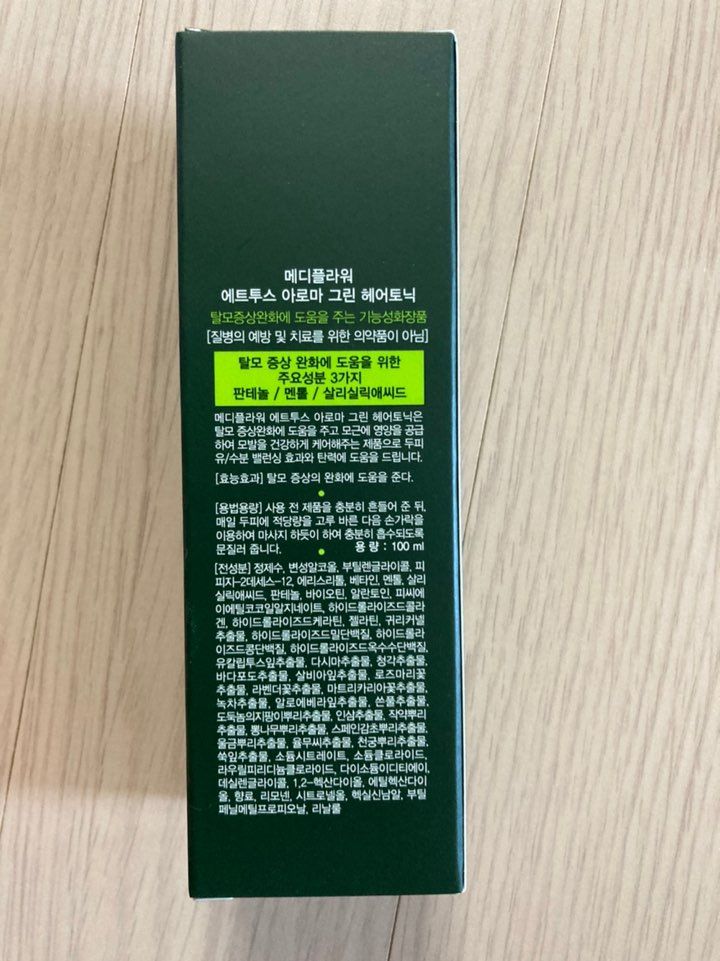 메디플라워
에트투스 아로마 그린 헤어토닉
탈모증상완화에 도움을 주는 기능성화장품
[질병의 예방 및 치료를 위한 의약품이 아님]
탈모 증상 완화에 도움을 위한
주요성분 3가지
판테놀 / 멘톨 / 살리실릭애씨드
메디플라워 에트투스 아로마 그린 헤어토닉은
탈모 증상완화에 도움을 주고 모근에 영양을 공급
하여 모발을 건강하게 케어해주는 제품으로 두피
유/수분 밸런싱 효과와 탄력에 도움을 드립니다.
[효능효과] 탈모 증상의 완화에 도움을 준다.
[용법용량] 사용 전 제품을 충분히 흔들어 준 뒤,
매일 두피에 적당량을 고루 바른 다음 손가락을
이용하여 마사지 하듯이 하여 충분히 흡수되도록
문질러 줍니다.
용량 : 100 ml
[전성분] 정제수, 변성알코올, 부틸렌글라이콜, 피
피지-2데세스-12, 에리스리톨, 베타인, 멘톨, 살리
실릭애씨드, 판테놀, 바이오틴, 알란토인, 피씨에
이에틸코코일알지네이트, 하이드롤라이즈드콜라
겐, 하이드롤라이즈드케라틴, 젤라틴, 귀리커넬
추출물, 하이드롤라이즈드밀단백질, 하이드롤라
이즈드콩단백질, 하이드롤라이즈드옥수수단백질,
유칼립투스잎추출물, 다시마추출물, 청각추출물,
바다포도추출물, 살비아잎추출물, 로즈마리꽃
추출물, 라벤더꽃추출물, 마트리카리아꽃추출물,
녹차추출물, 알로에베라잎추출물, 쓴풀추출물,
도둑놈의지팡이뿌리추출물, 인삼추출물, 작약뿌리
추출물, 뽕나무뿌리추출물, 스페인감초뿌리추출물,
울금뿌리추출물, 율무씨추출물, 천궁뿌리추출물,
쑥잎추출물, 소듐시트레이트, 소듐클로라이드,
라우릴피리디늄클로라이드, 다이소듐이디티에이,
데실렌글라이콜, 1,2-헥산다이올, 에틸헥산다이
올, 향료, 리모넨, 시트로넬올, 헥실신남알, 부틸
페닐메틸프로피오날, 리날룰